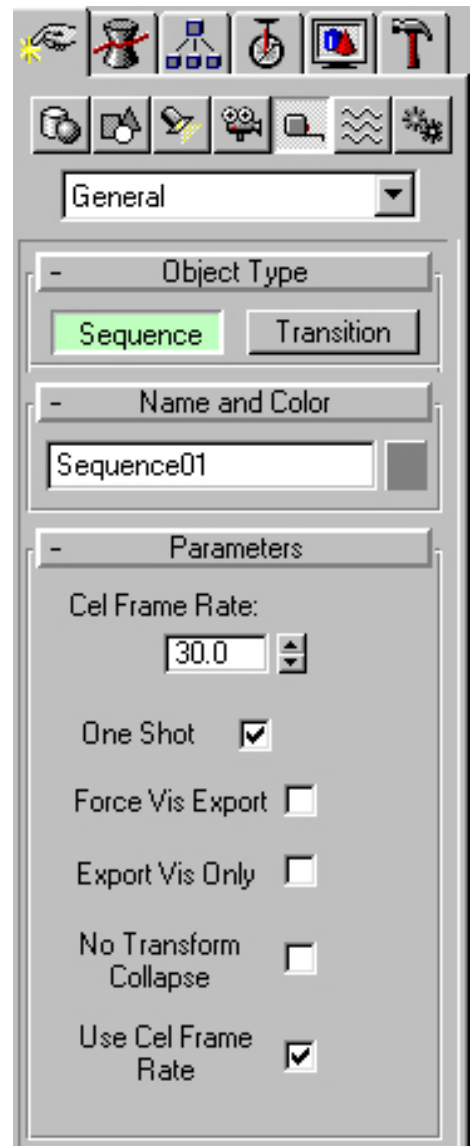 General
- Object Type
Sequence Transition
- Name and Color
Sequence01
- Parameters
Cel Frame Rate:
30.0
One Shot
Force Vis Export
Export Vis Only
No Transform
Collapse
Use Cel Frame
Rate